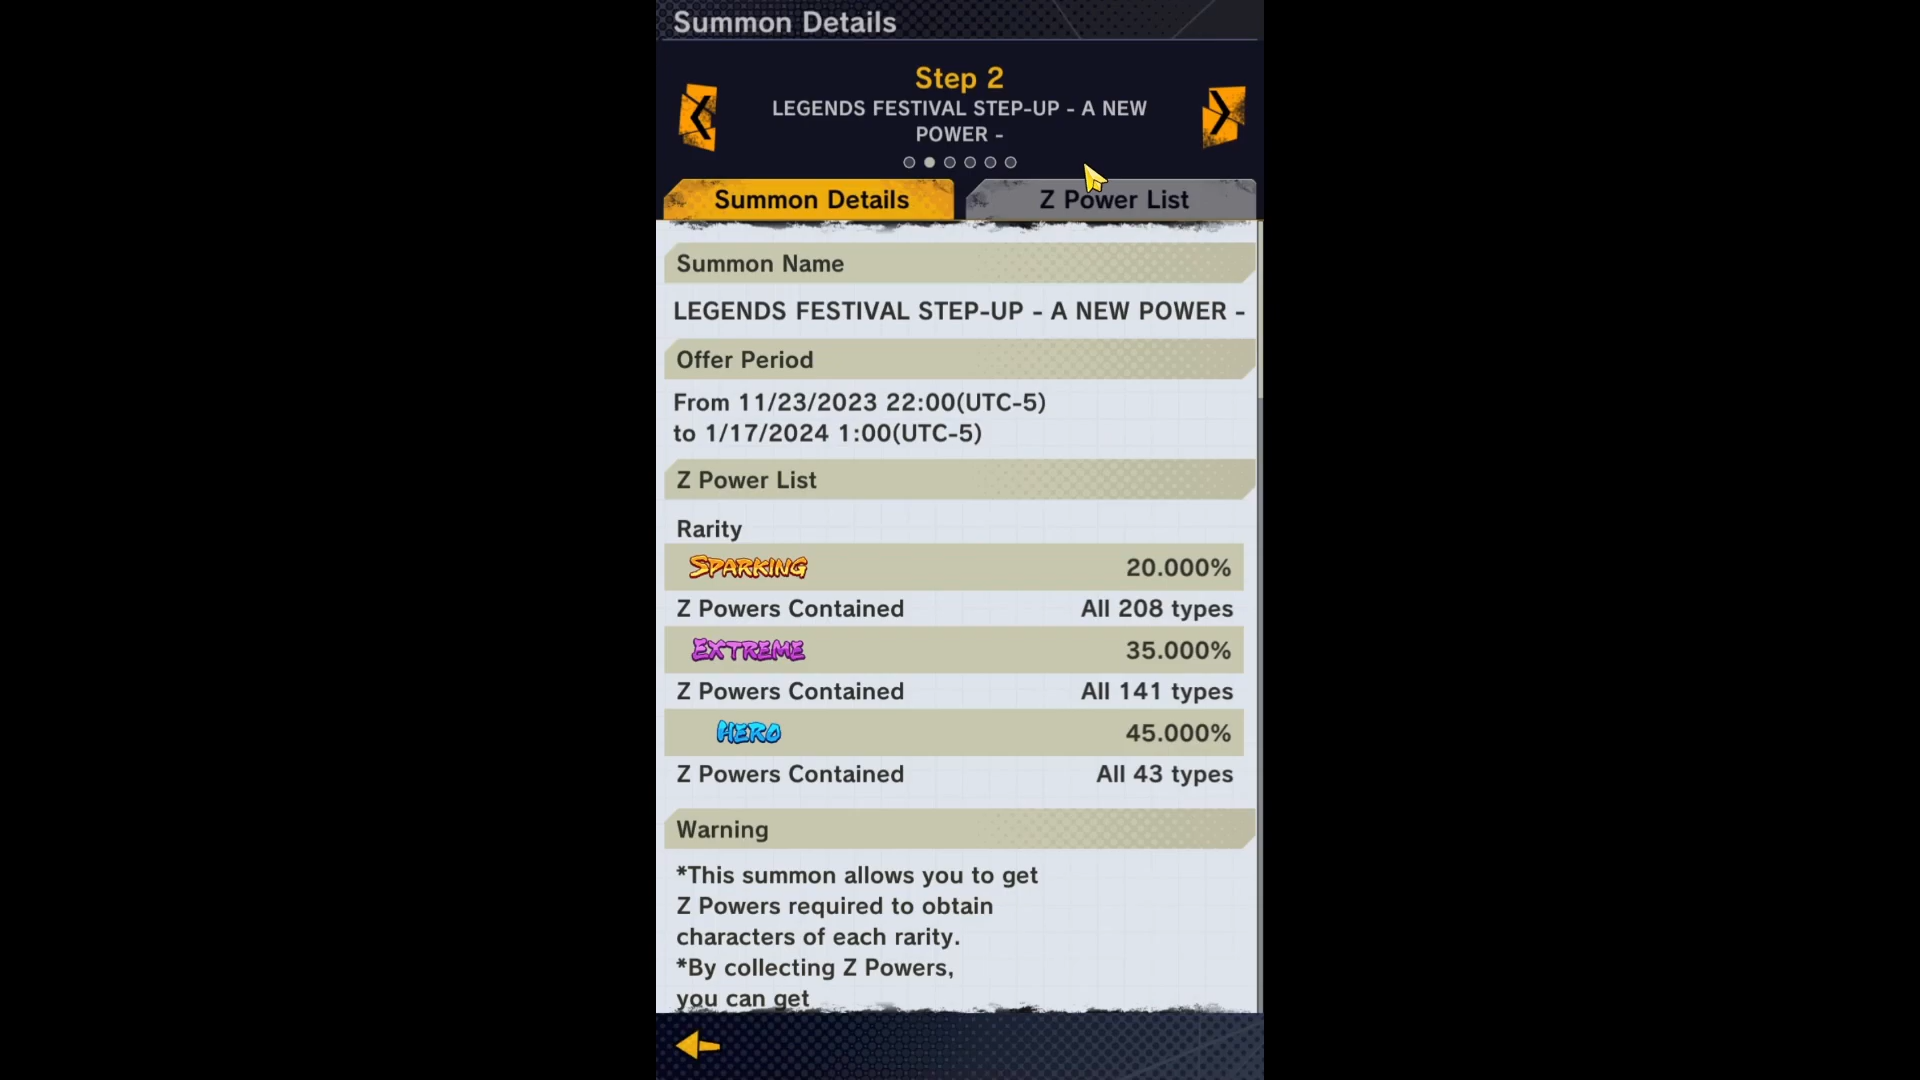 Summon Details
Step 2
LEGENDS FESTIVAL STEP-UP - A NEW
POWER -
Summon Details
Z Power List
Summon Name
LEGENDS FESTIVAL STEP-UP - A NEW POWER -
Offer Period
From 11/23/2023 22:00(UTC-5)
to 1/17/2024 1:00(UTC-5)
Z Power List
Rarity
SPARKING 20.000%
Z Powers Contained All 208 types
EXTREME 35.000%
Z Powers Contained All 141 types
HERO 45.000%
Z Powers Contained All 43 types
Warning
*This summon allows you to get
Z Powers required to obtain
characters of each rarity.
*By collecting Z Powers,
you can get